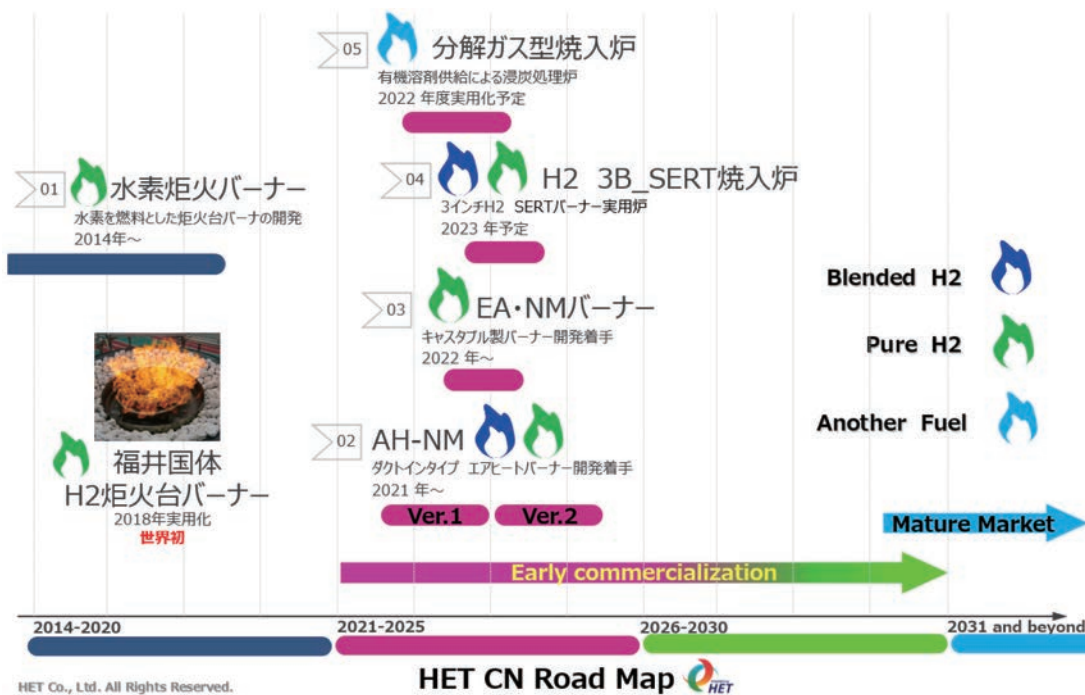 05
分解ガス型焼入炉
有機溶剤供給による浸炭処理炉
2022 年度実用化予定
01
水素炬火バーナー
水素を燃料とした炬火台バーナの開発
2014年～
04
H2 3B_SERT焼入炉
3インチH2 SERTバーナー実用炉
2023 年予定
03
EA・NMバーナー
キャスタブル製バーナー開発着手
2022 年～
Blended H2
Pure H2
Another Fuel
福井国体
H2炬火台バーナー
2018年実用化
世界初
02
AH-NM
ダクトインタイプ エアヒートバーナー開発着手
2021 年～
Ver.1 Ver.2
Mature Market
Early commercialization
2014-2020 2021-2025 2026-2030 2031 and beyond
HET CN Road Map HET
HET Co., Ltd. All Rights Reserved.